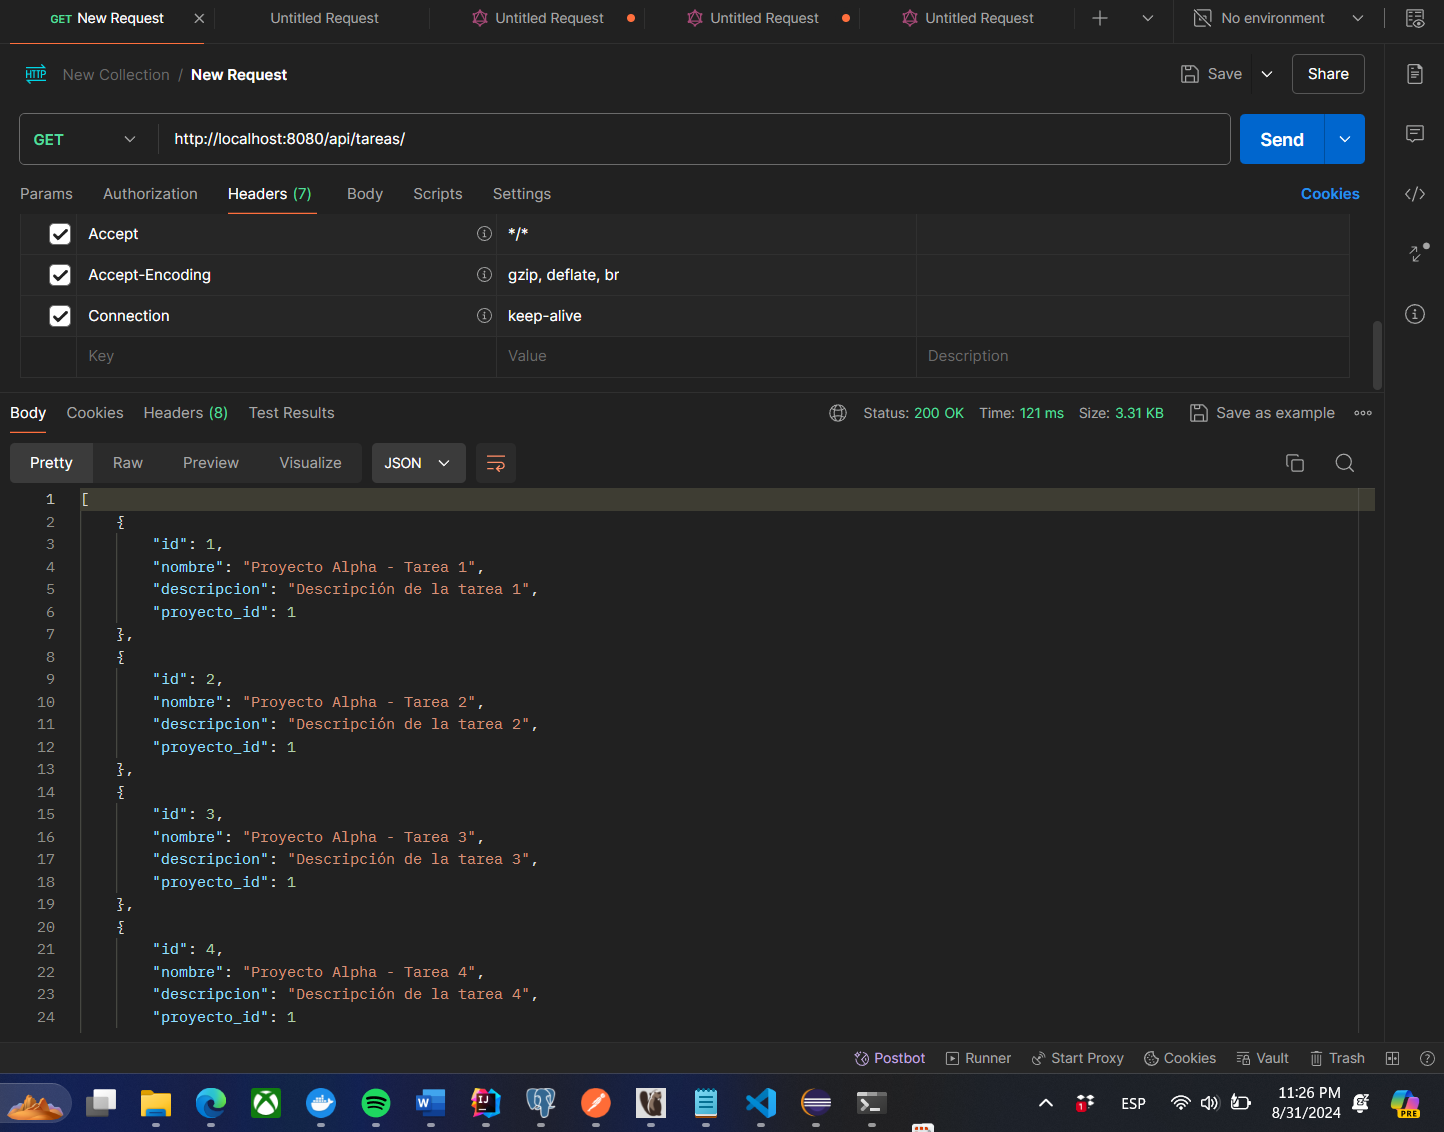 GET New Request
Untitled Request
Untitled Request
Untitled Request
Untitled Request
No environment
HTTP
New Collection / New Request
Save
Share
GET
http://localhost:8080/api/tareas/
Send
Params
Authorization
Headers (7)
Body
Scripts
Settings
Cookies
Accept
*/*
Accept-Encoding
gzip, deflate, br
Connection
keep-alive
Key
Value
Description
Body
Cookies
Headers (8)
Test Results
Status: 200 OK
Time: 121 ms
Size: 3.31 KB
Save as example
Pretty
Raw
Preview
Visualize
JSON
1 [
2 {
3 "id": 1,
4 "nombre": "Proyecto Alpha - Tarea 1",
5 "descripcion": "Descripción de la tarea 1",
6 "proyecto_id": 1
7 },
8 {
9 "id": 2,
10 "nombre": "Proyecto Alpha - Tarea 2",
11 "descripcion": "Descripción de la tarea 2",
12 "proyecto_id": 1
13 },
14 {
15 "id": 3,
16 "nombre": "Proyecto Alpha - Tarea 3",
17 "descripcion": "Descripción de la tarea 3",
18 "proyecto_id": 1
19 },
20 {
21 "id": 4,
22 "nombre": "Proyecto Alpha - Tarea 4",
23 "descripcion": "Descripción de la tarea 4",
24 "proyecto_id": 1
Postbot
Runner
Start Proxy
Cookies
Vault
Trash
W
IJ
1
ESP
11:26 PM
8/31/2024
PRE